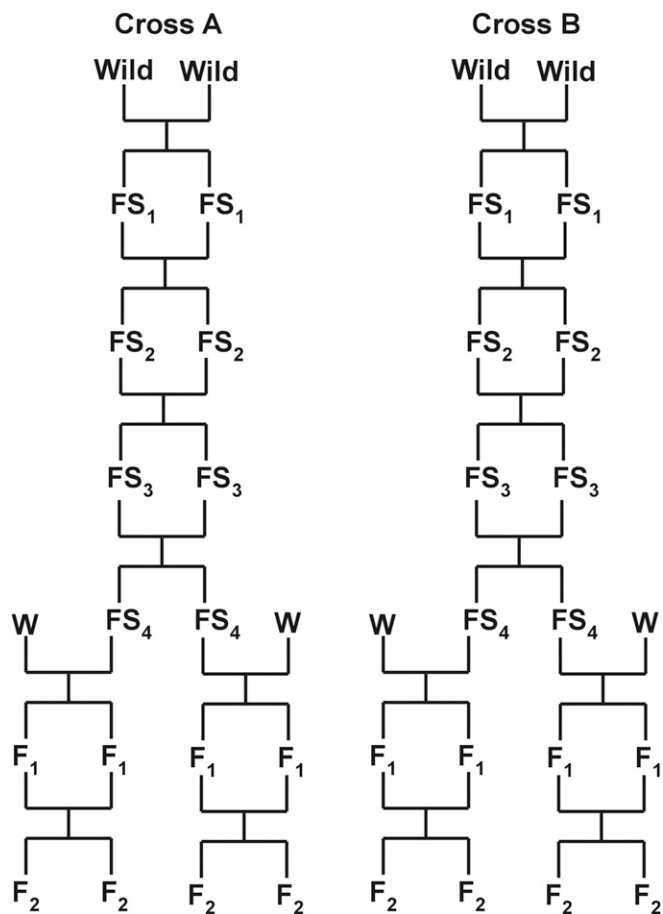 Cross A Cross B
Wild Wild Wild Wild
FS₁ FS₁ FS₁ FS₁
FS₂ FS₂ FS₂ FS₂
FS₃ FS₃ FS₃ FS₃
W FS₄ FS₄ W W FS₄ FS₄ W
F₁ F₁ F₁ F₁ F₁ F₁ F₁ F₁
F₂ F₂ F₂ F₂ F₂ F₂ F₂ F₂